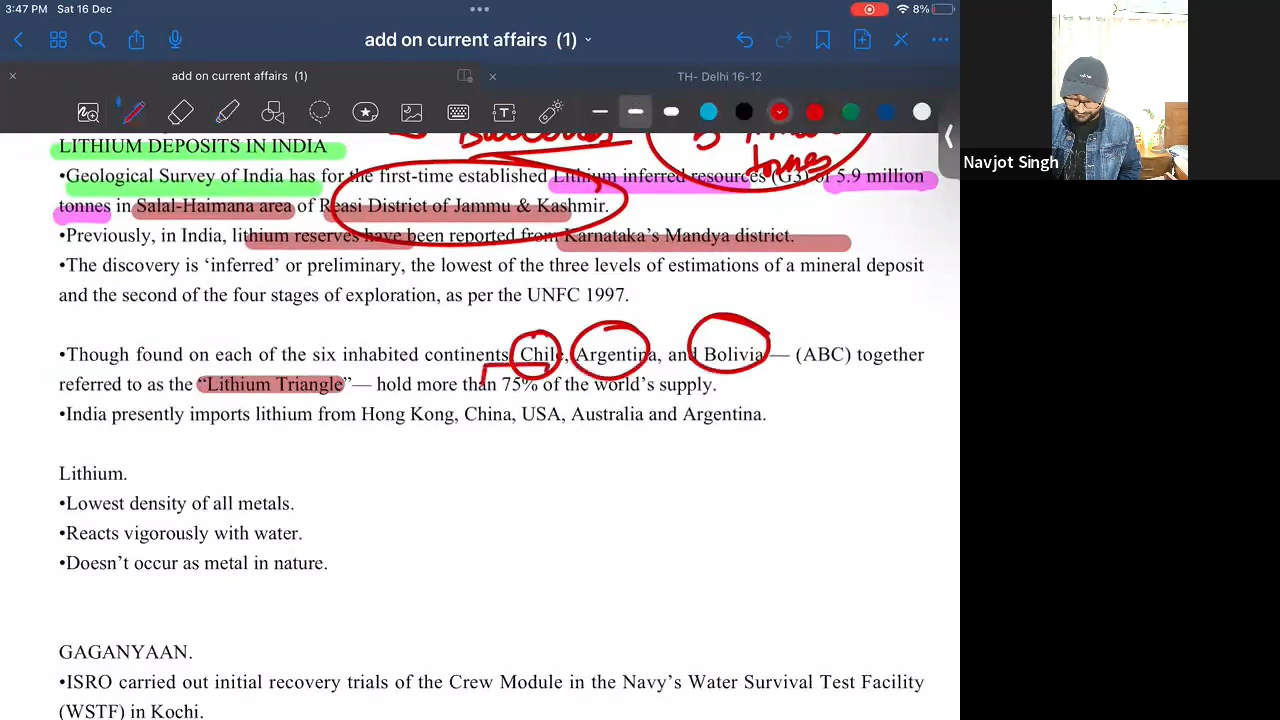 3:47 PM Sat 16 Dec
8%
add on current affairs (1)
add on current affairs (1)
TH- Delhi 16-12
Navjot Singh
tonnes
LITHIUM DEPOSITS IN INDIA
•Geological Survey of India has for the first-time established Lithium inferred resources (G3) of 5.9 million
tonnes in Salal-Haimana area of Reasi District of Jammu & Kashmir.
•Previously, in India, lithium reserves have been reported from Karnataka's Mandya district.
•The discovery is 'inferred' or preliminary, the lowest of the three levels of estimations of a mineral deposit
and the second of the four stages of exploration, as per the UNFC 1997.
•Though found on each of the six inhabited continents, Chile, Argentina, and Bolivia — (ABC) together
referred to as the "Lithium Triangle"— hold more than 75% of the world's supply.
•India presently imports lithium from Hong Kong, China, USA, Australia and Argentina.
Lithium.
•Lowest density of all metals.
•Reacts vigorously with water.
•Doesn't occur as metal in nature.
GAGANYAAN.
•ISRO carried out initial recovery trials of the Crew Module in the Navy's Water Survival Test Facility
(WSTF) in Kochi.